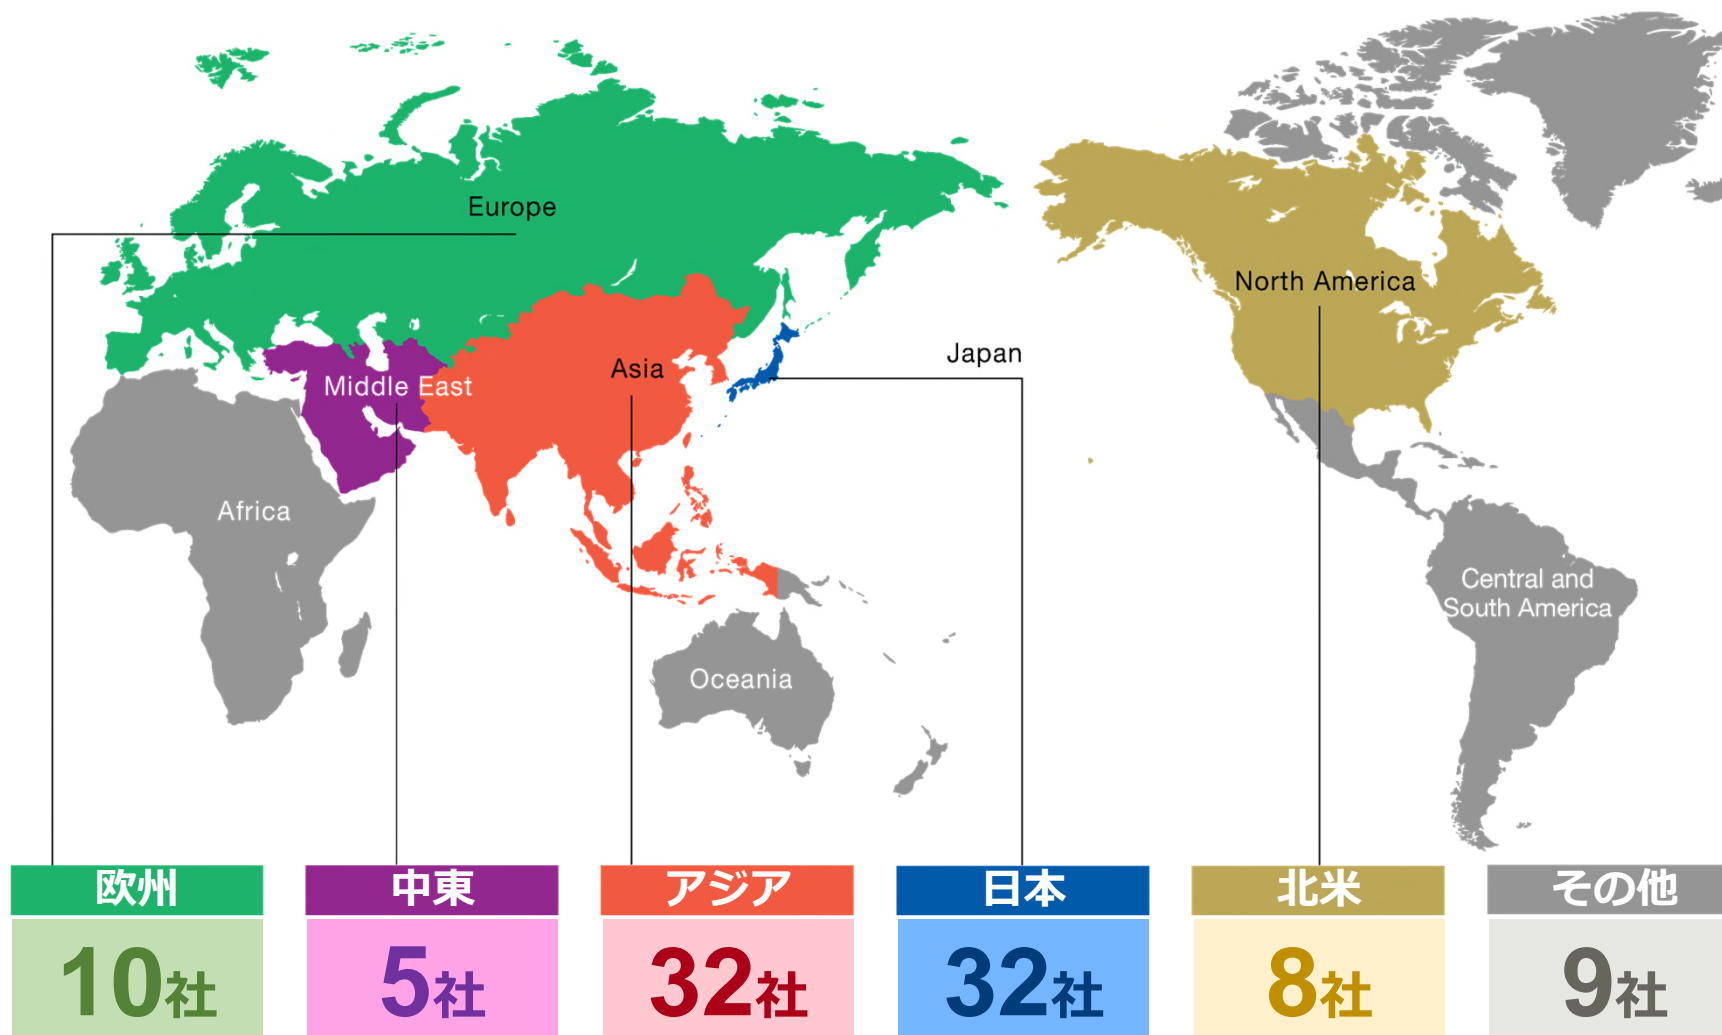 Europe
North America
Japan
Asia
Middle East
Africa
Central and
South America
Oceania
欧州
中東
アジア
日本
北米
その他
10社
5社
32社
32社
8社
9社